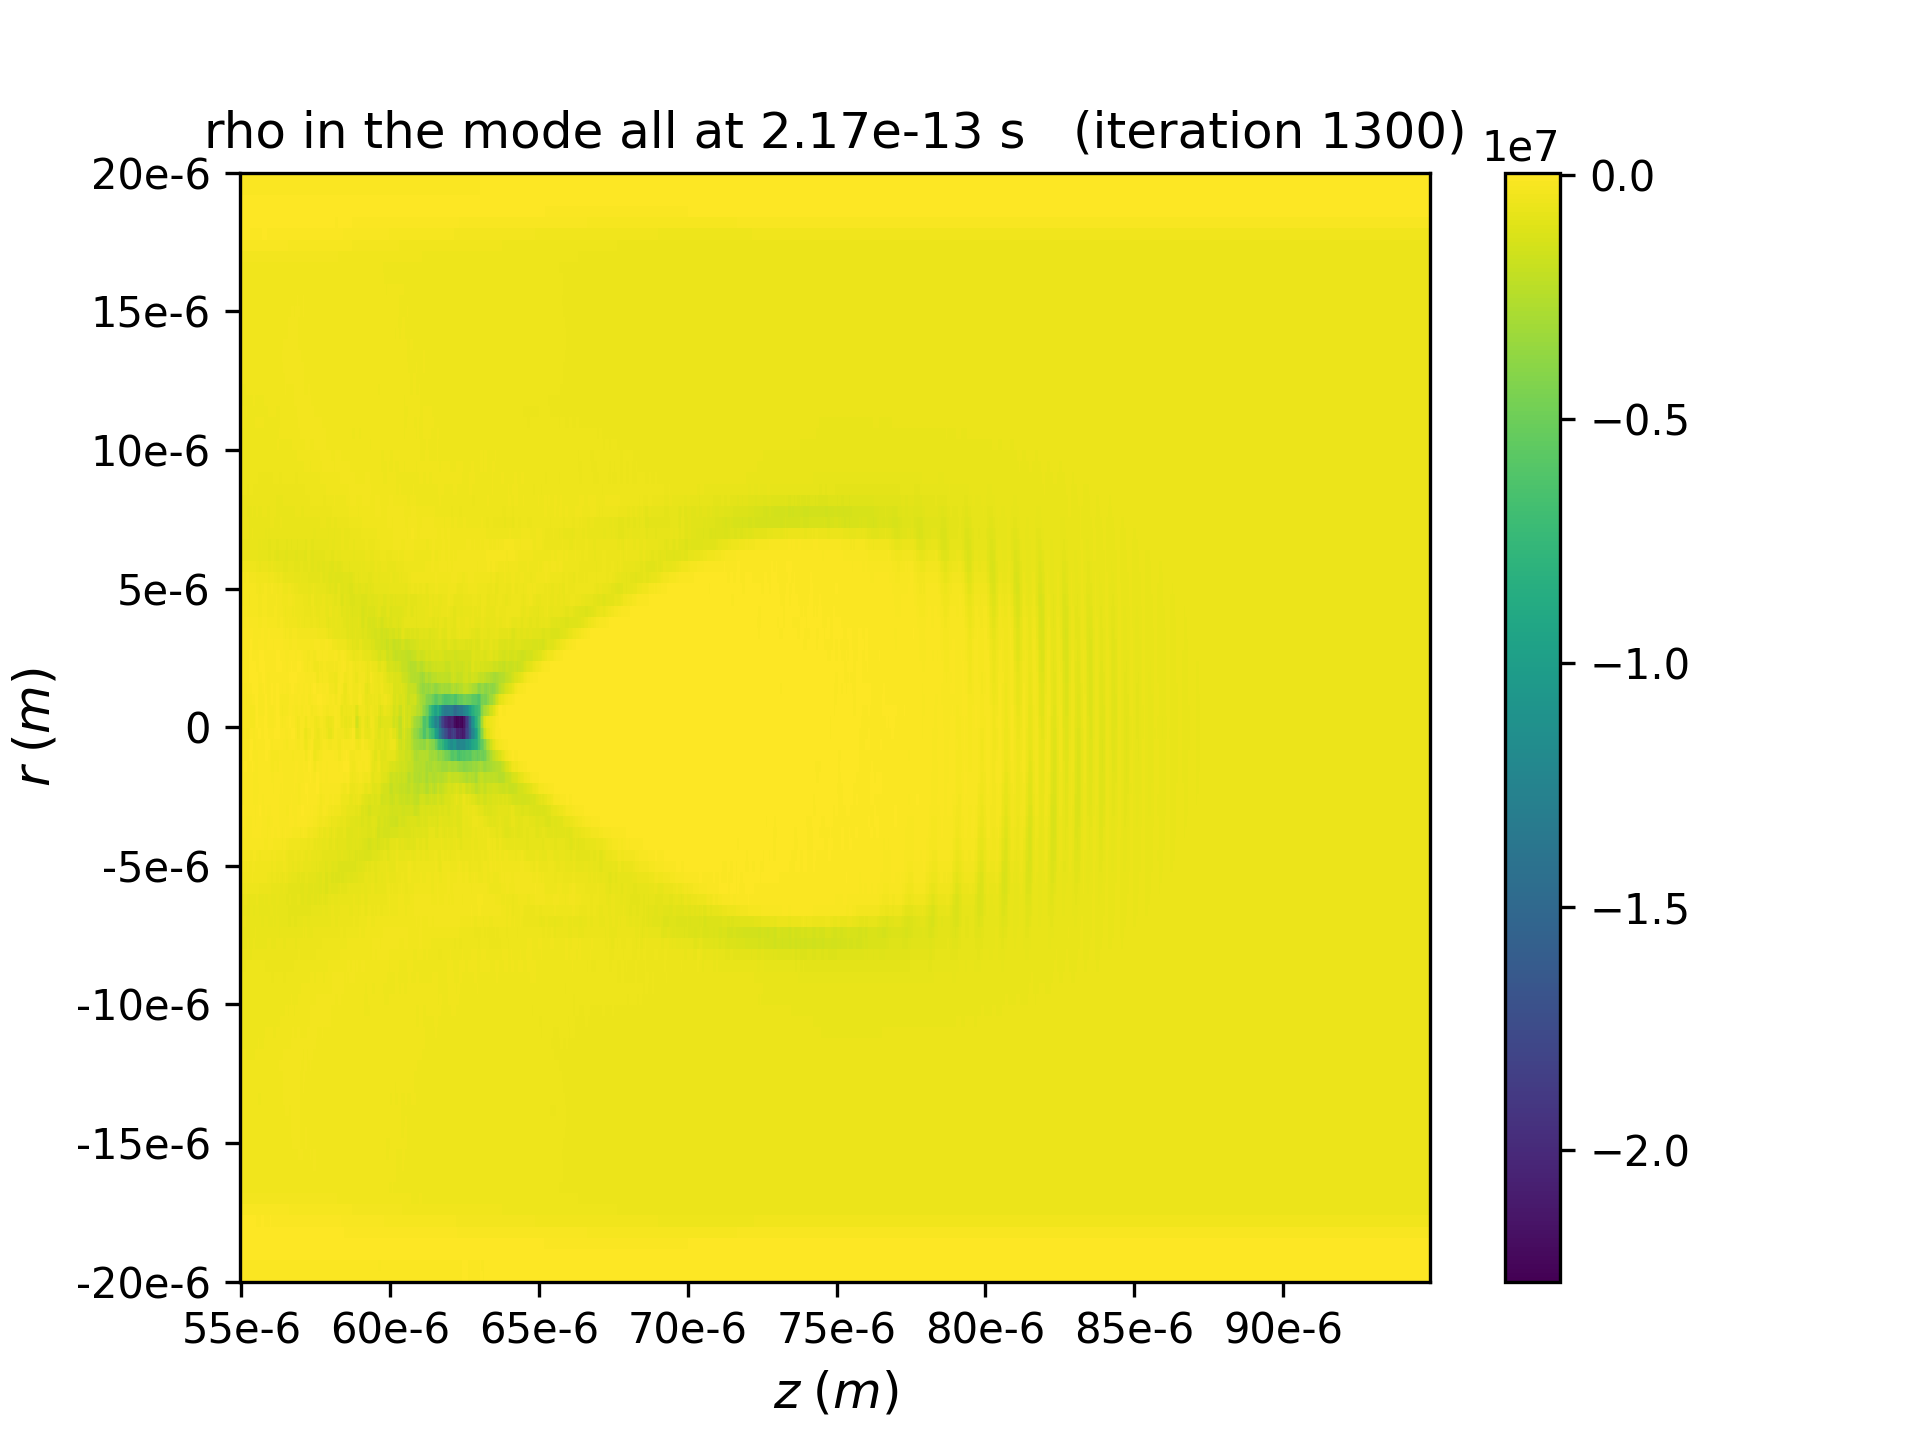 rho in the mode all at 2.17e-13 s   (iteration 1300)
1e7
20e-6
15e-6
10e-6
5e-6
0
-5e-6
-10e-6
-15e-6
-20e-6
r (m)
55e-6 60e-6 65e-6 70e-6 75e-6 80e-6 85e-6 90e-6
z (m)
0.0
−0.5
−1.0
−1.5
−2.0